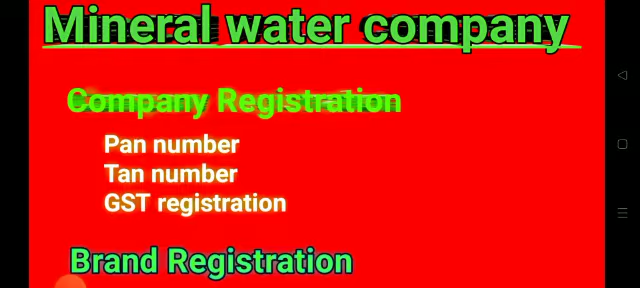 Mineral water company
Company Registration
Pan number
Tan number
GST registration
Brand Registration